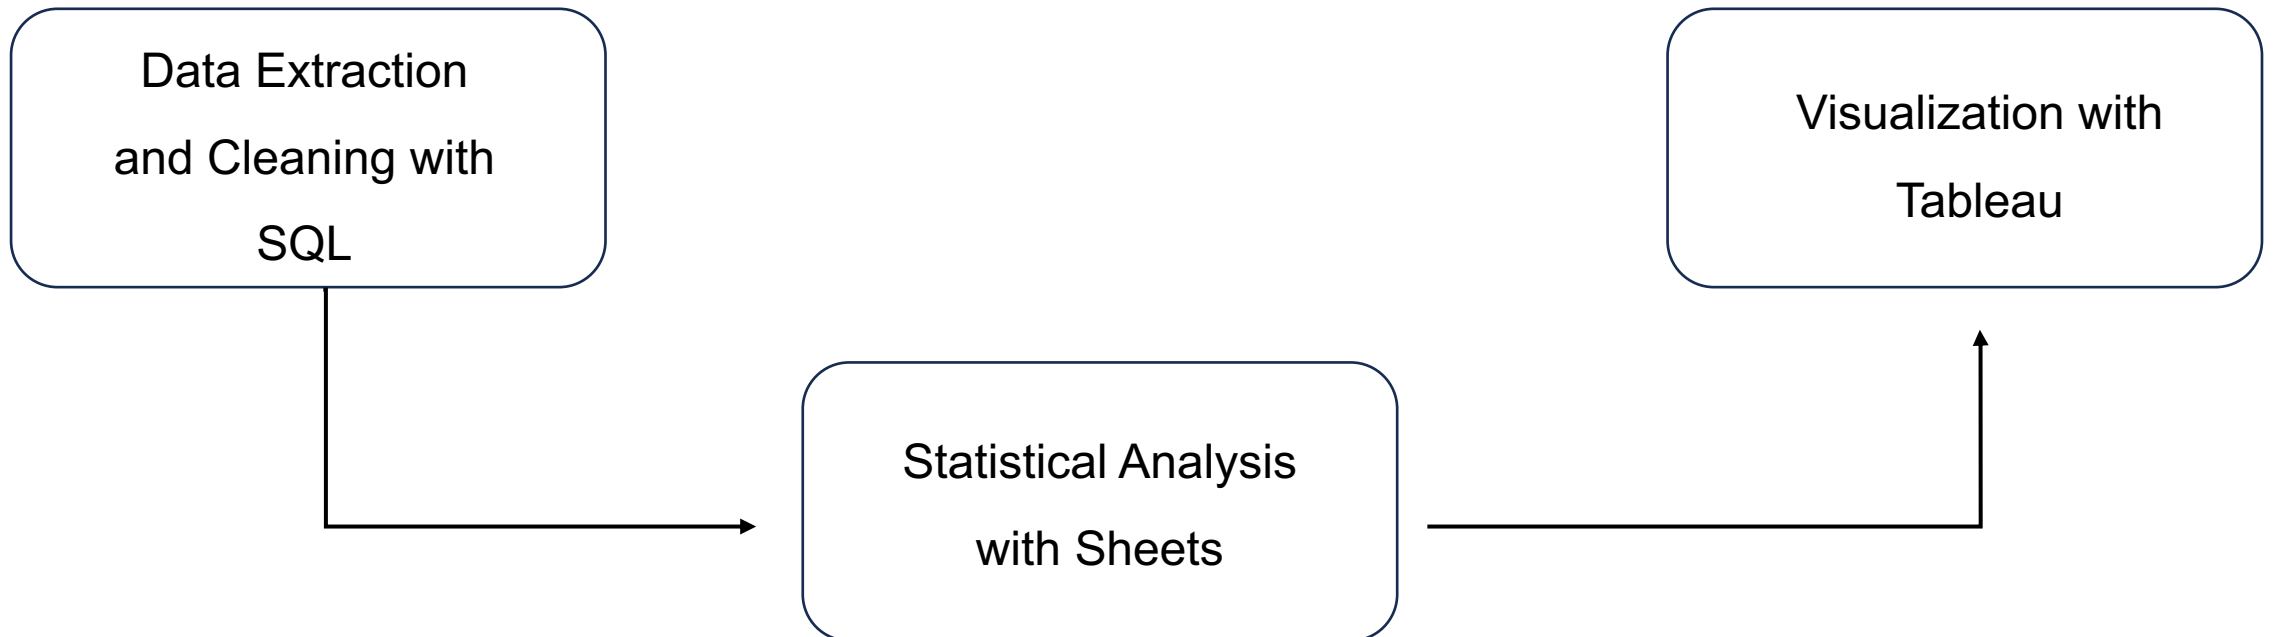 Data Extraction
and Cleaning with
SQL
Statistical Analysis
with Sheets
Visualization with
Tableau